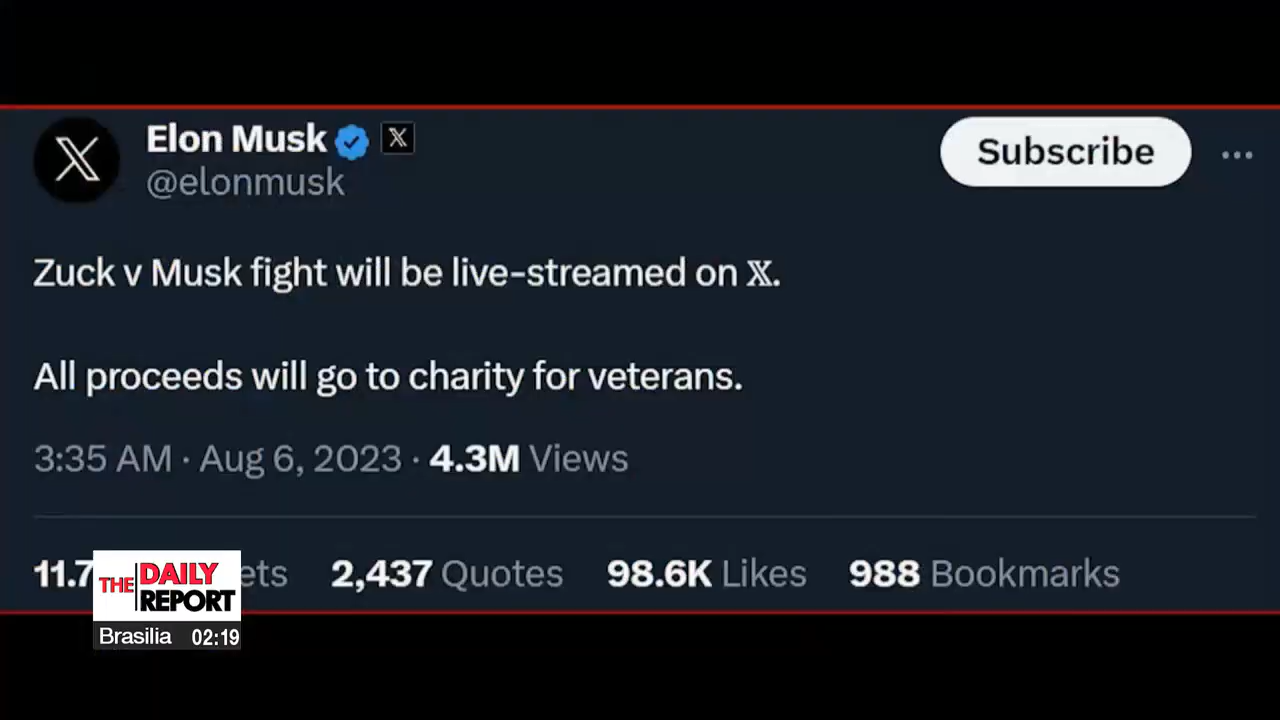 Elon Musk X
@elonmusk
Subscribe
Zuck v Musk fight will be live-streamed on 𝕏.
All proceeds will go to charity for veterans.
3:35 AM · Aug 6, 2023 · 4.3M Views
11.7 2,437 Quotes 98.6K Likes 988 Bookmarks
THE DAILY REPORT
Brasilia 02:19